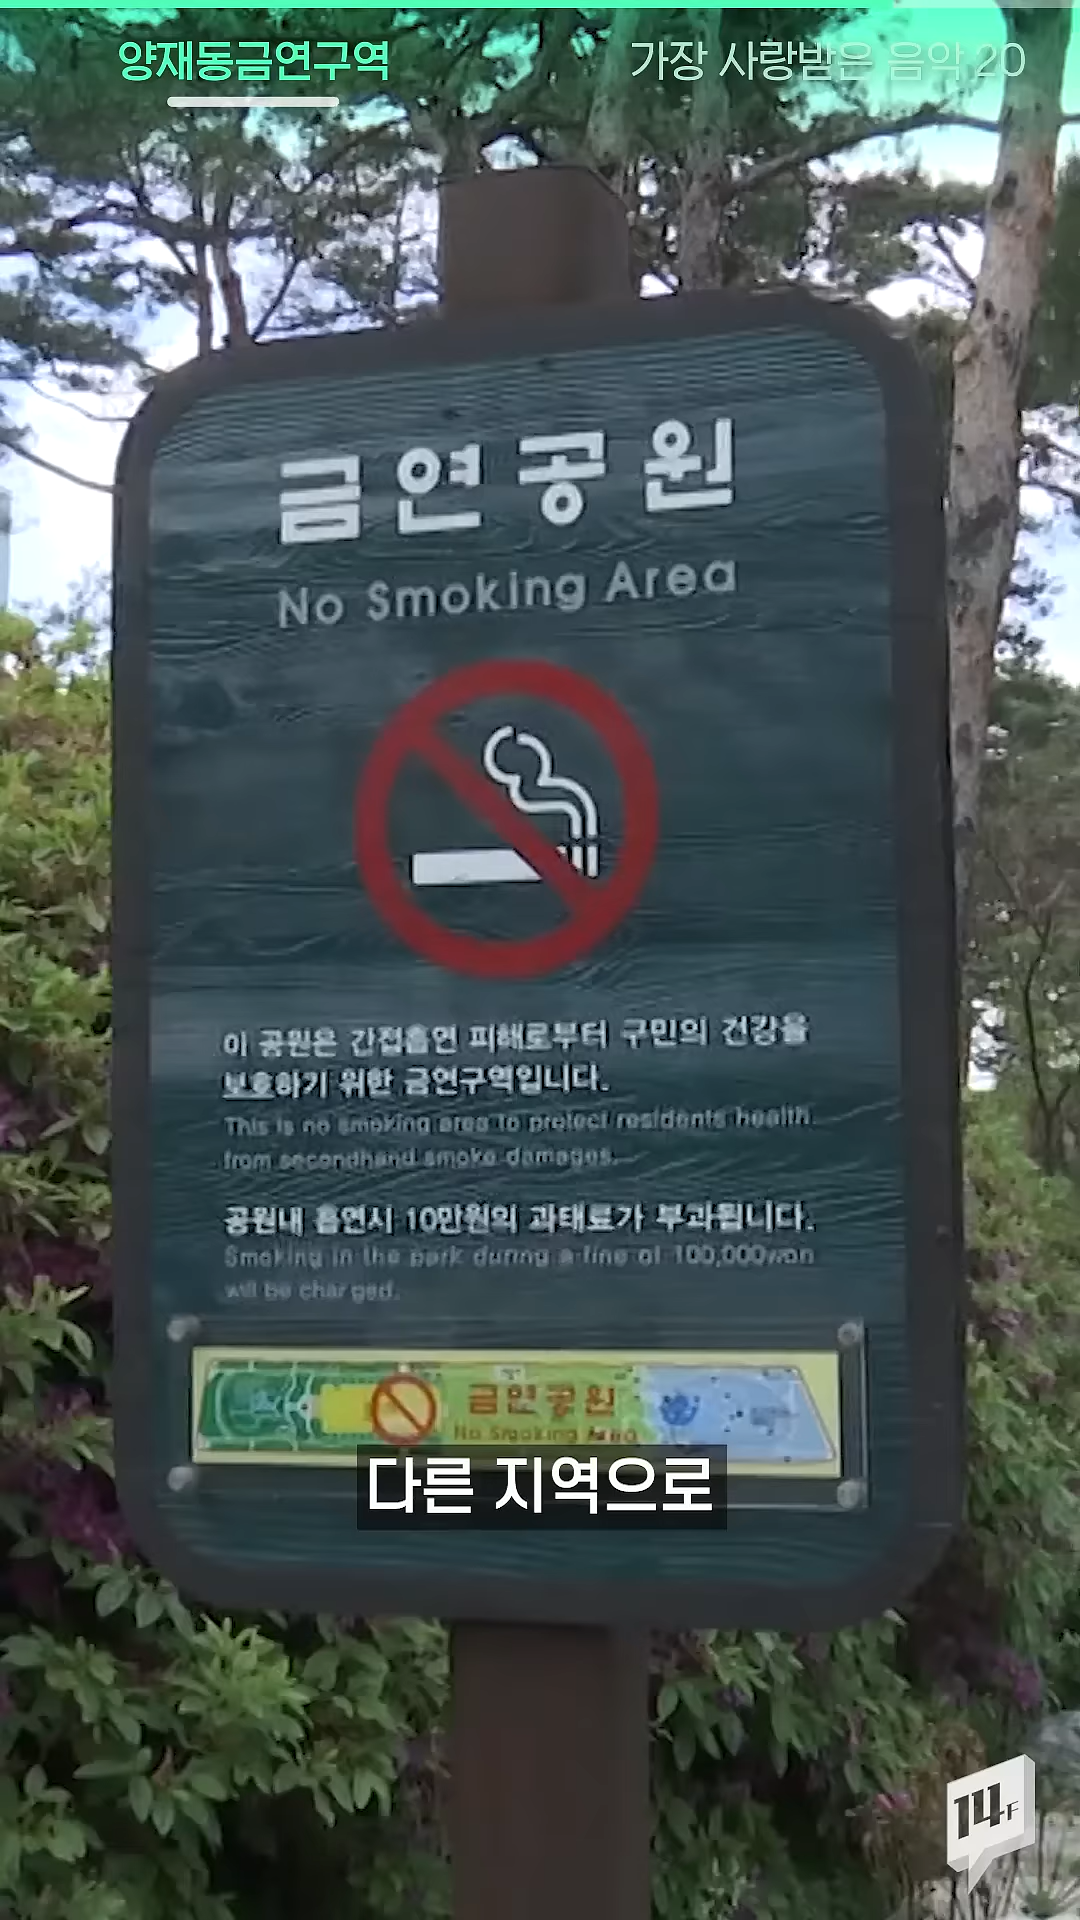 양재동금연구역
가장 사랑받은 음악 20
금연공원
No Smoking Area
이 공원은 간접흡연 피해로부터 구민의 건강을
보호하기 위한 금연구역입니다.
This is no smoking area to protect residents health
from secondhand smoke damages.
공원내 흡연시 10만원의 과태료가 부과됩니다.
Smoking in the park during a fine of 100,000won
will be charged.
금연공원
No Smoking Area
다른 지역으로
14F